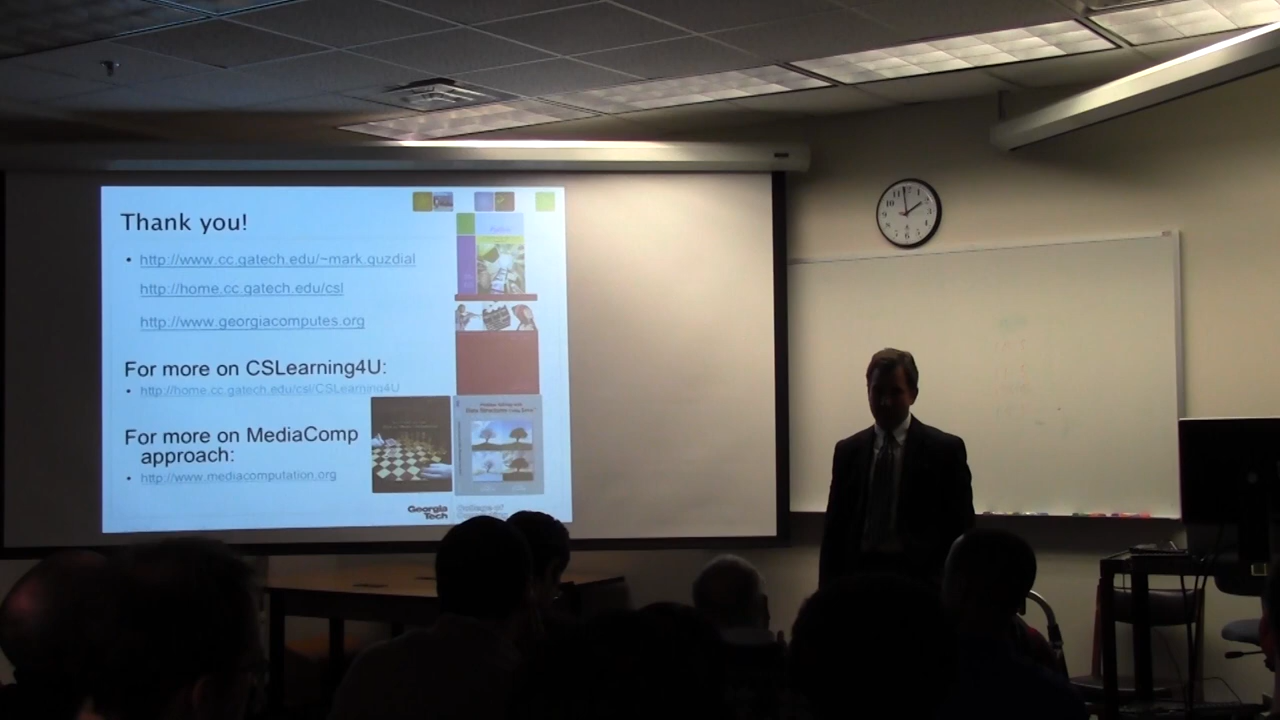 Thank you!
• http://www.cc.gatech.edu/~mark.guzdial
http://home.cc.gatech.edu/csl
http://www.georgiacomputes.org
For more on CSLearning4U:
• http://home.cc.gatech.edu/csl/CSLearning4U
For more on MediaComp
approach:
• http://www.mediacomputation.org
Georgia
Tech
College of